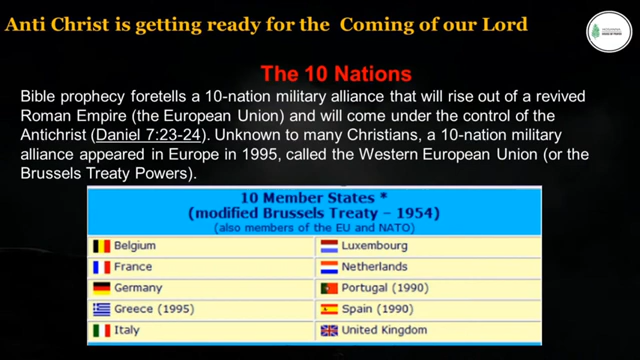 Anti Christ is getting ready for the Coming of our Lord
The 10 Nations
Bible prophecy foretells a 10-nation military alliance that will rise out of a revived
Roman Empire (the European Union) and will come under the control of the
Antichrist (Daniel 7:23-24). Unknown to many Christians, a 10-nation military
alliance appeared in Europe in 1995, called the Western European Union (or the
Brussels Treaty Powers).
10 Member States *
(modified Brussels Treaty – 1954)
(also members of the EU and NATO)
Belgium Luxembourg
France Netherlands
Germany Portugal (1990)
Greece (1995) Spain (1990)
Italy United Kingdom